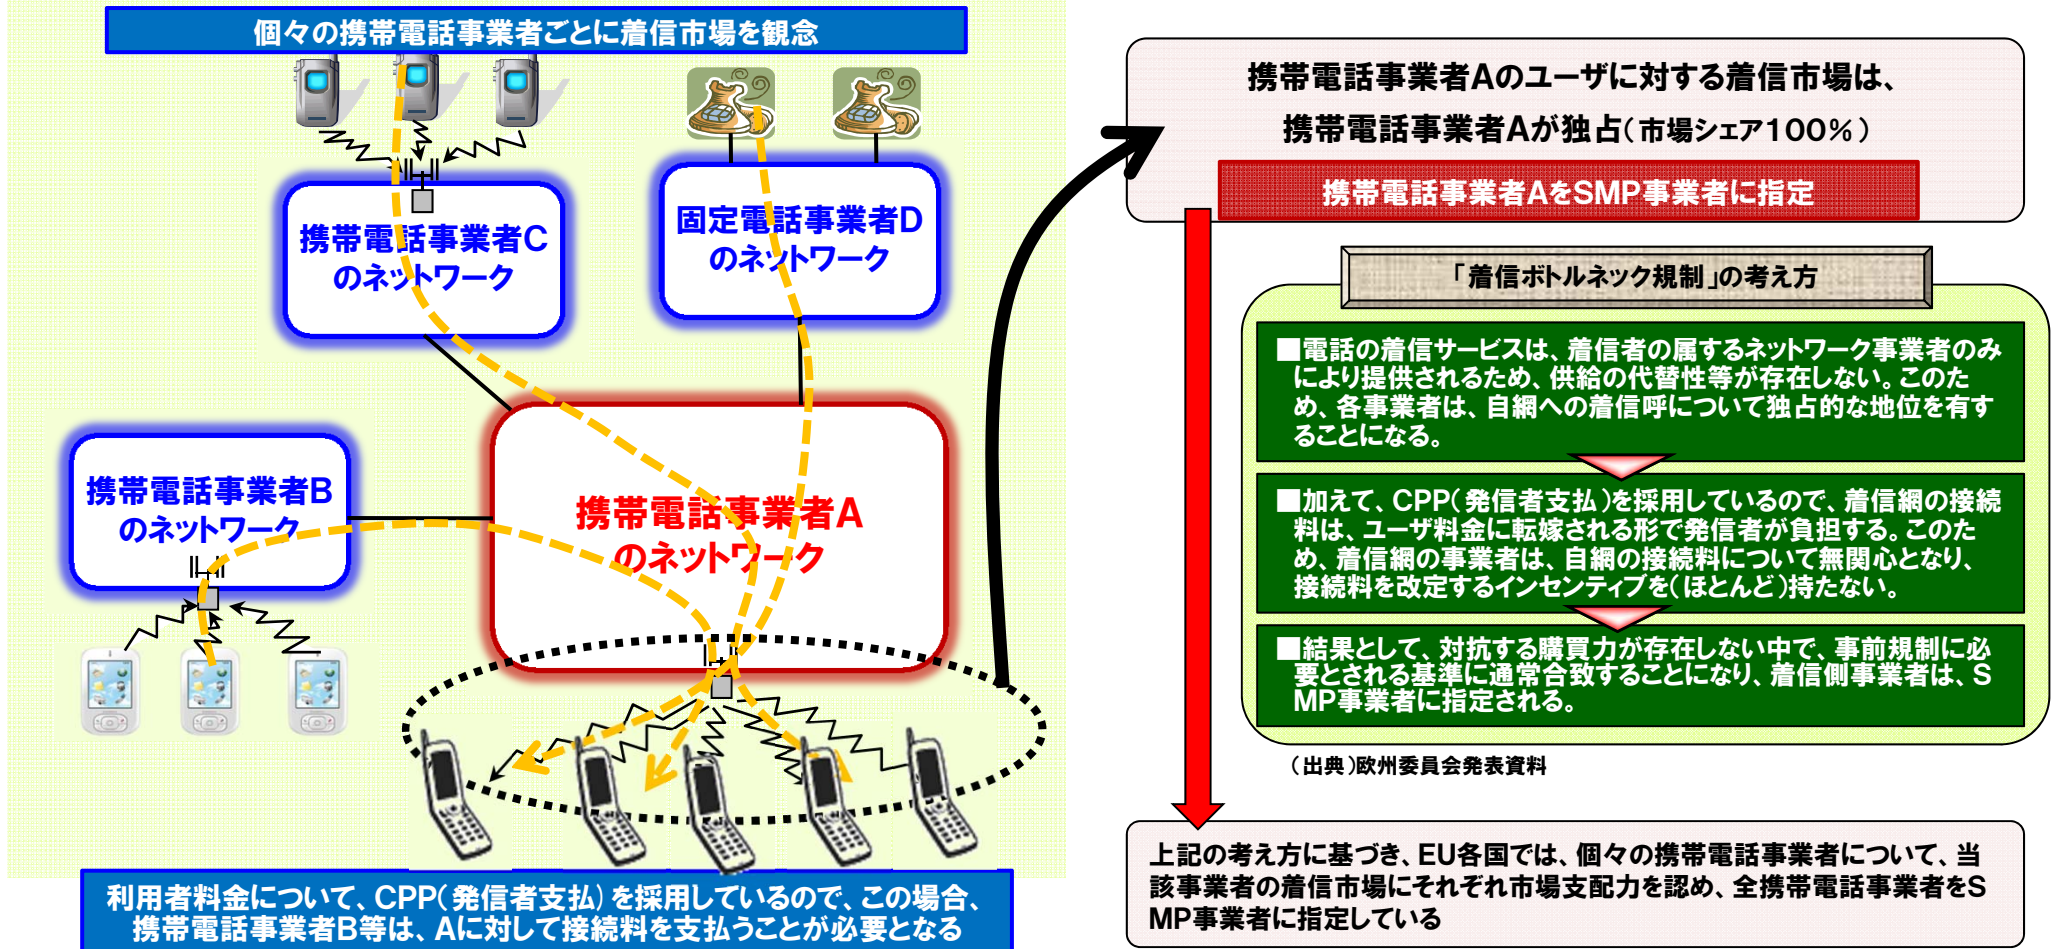 個々の携帯電話事業者ごとに着信市場を観念
携帯電話事業者C
のネットワーク
固定電話事業者D
のネットワーク
携帯電話事業者B
のネットワーク
携帯電話事業者A
のネットワーク
利用者料金について、CPP(発信者支払)を採用しているので、この場合、
携帯電話事業者B等は、Aに対して接続料を支払うことが必要となる
携帯電話事業者Aのユーザに対する着信市場は、
携帯電話事業者Aが独占(市場シェア100%)
携帯電話事業者AをSMP事業者に指定
「着信ボトルネック規制」の考え方
■電話の着信サービスは、着信者の属するネットワーク事業者のみ
により提供されるため、供給の代替性等が存在しない。このた
め、各事業者は、自網への着信呼について独占的な地位を有す
ることになる。
■加えて、CPP(発信者支払)を採用しているので、着信網の接続
料は、ユーザ料金に転嫁される形で発信者が負担する。このた
め、着信網の事業者は、自網の接続料について無関心となり、
接続料を改定するインセンティブを(ほとんど)持たない。
■結果として、対抗する購買力が存在しない中で、事前規制に必
要とされる基準に通常合致することになり、着信側事業者は、S
MP事業者に指定される。
(出典)欧州委員会発表資料
上記の考え方に基づき、EU各国では、個々の携帯電話事業者について、当
該事業者の着信市場にそれぞれ市場支配力を認め、全携帯電話事業者をS
MP事業者に指定している